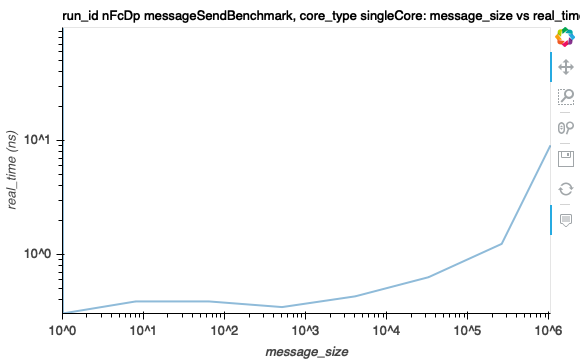 run_id nFcDp messageSendBenchmark, core_type singleCore: message_size vs real_time
real_time (ns)
10^1
10^0
10^0 10^1 10^2 10^3 10^4 10^5 10^6
message_size